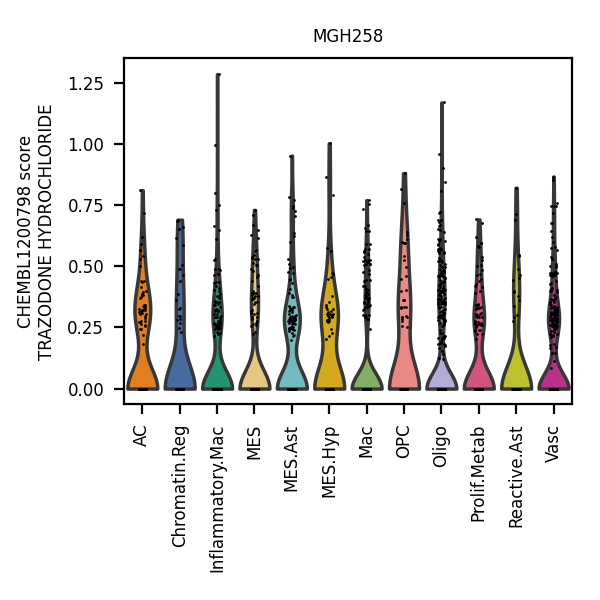 MGH258
CHEMBL1200798 score
TRAZODONE HYDROCHLORIDE
1.25
1.00
0.75
0.50
0.25
0.00
AC
Chromatin.Reg
Inflammatory.Mac
MES
MES.Ast
MES.Hyp
Mac
OPC
Oligo
Prolif.Metab
Reactive.Ast
Vasc